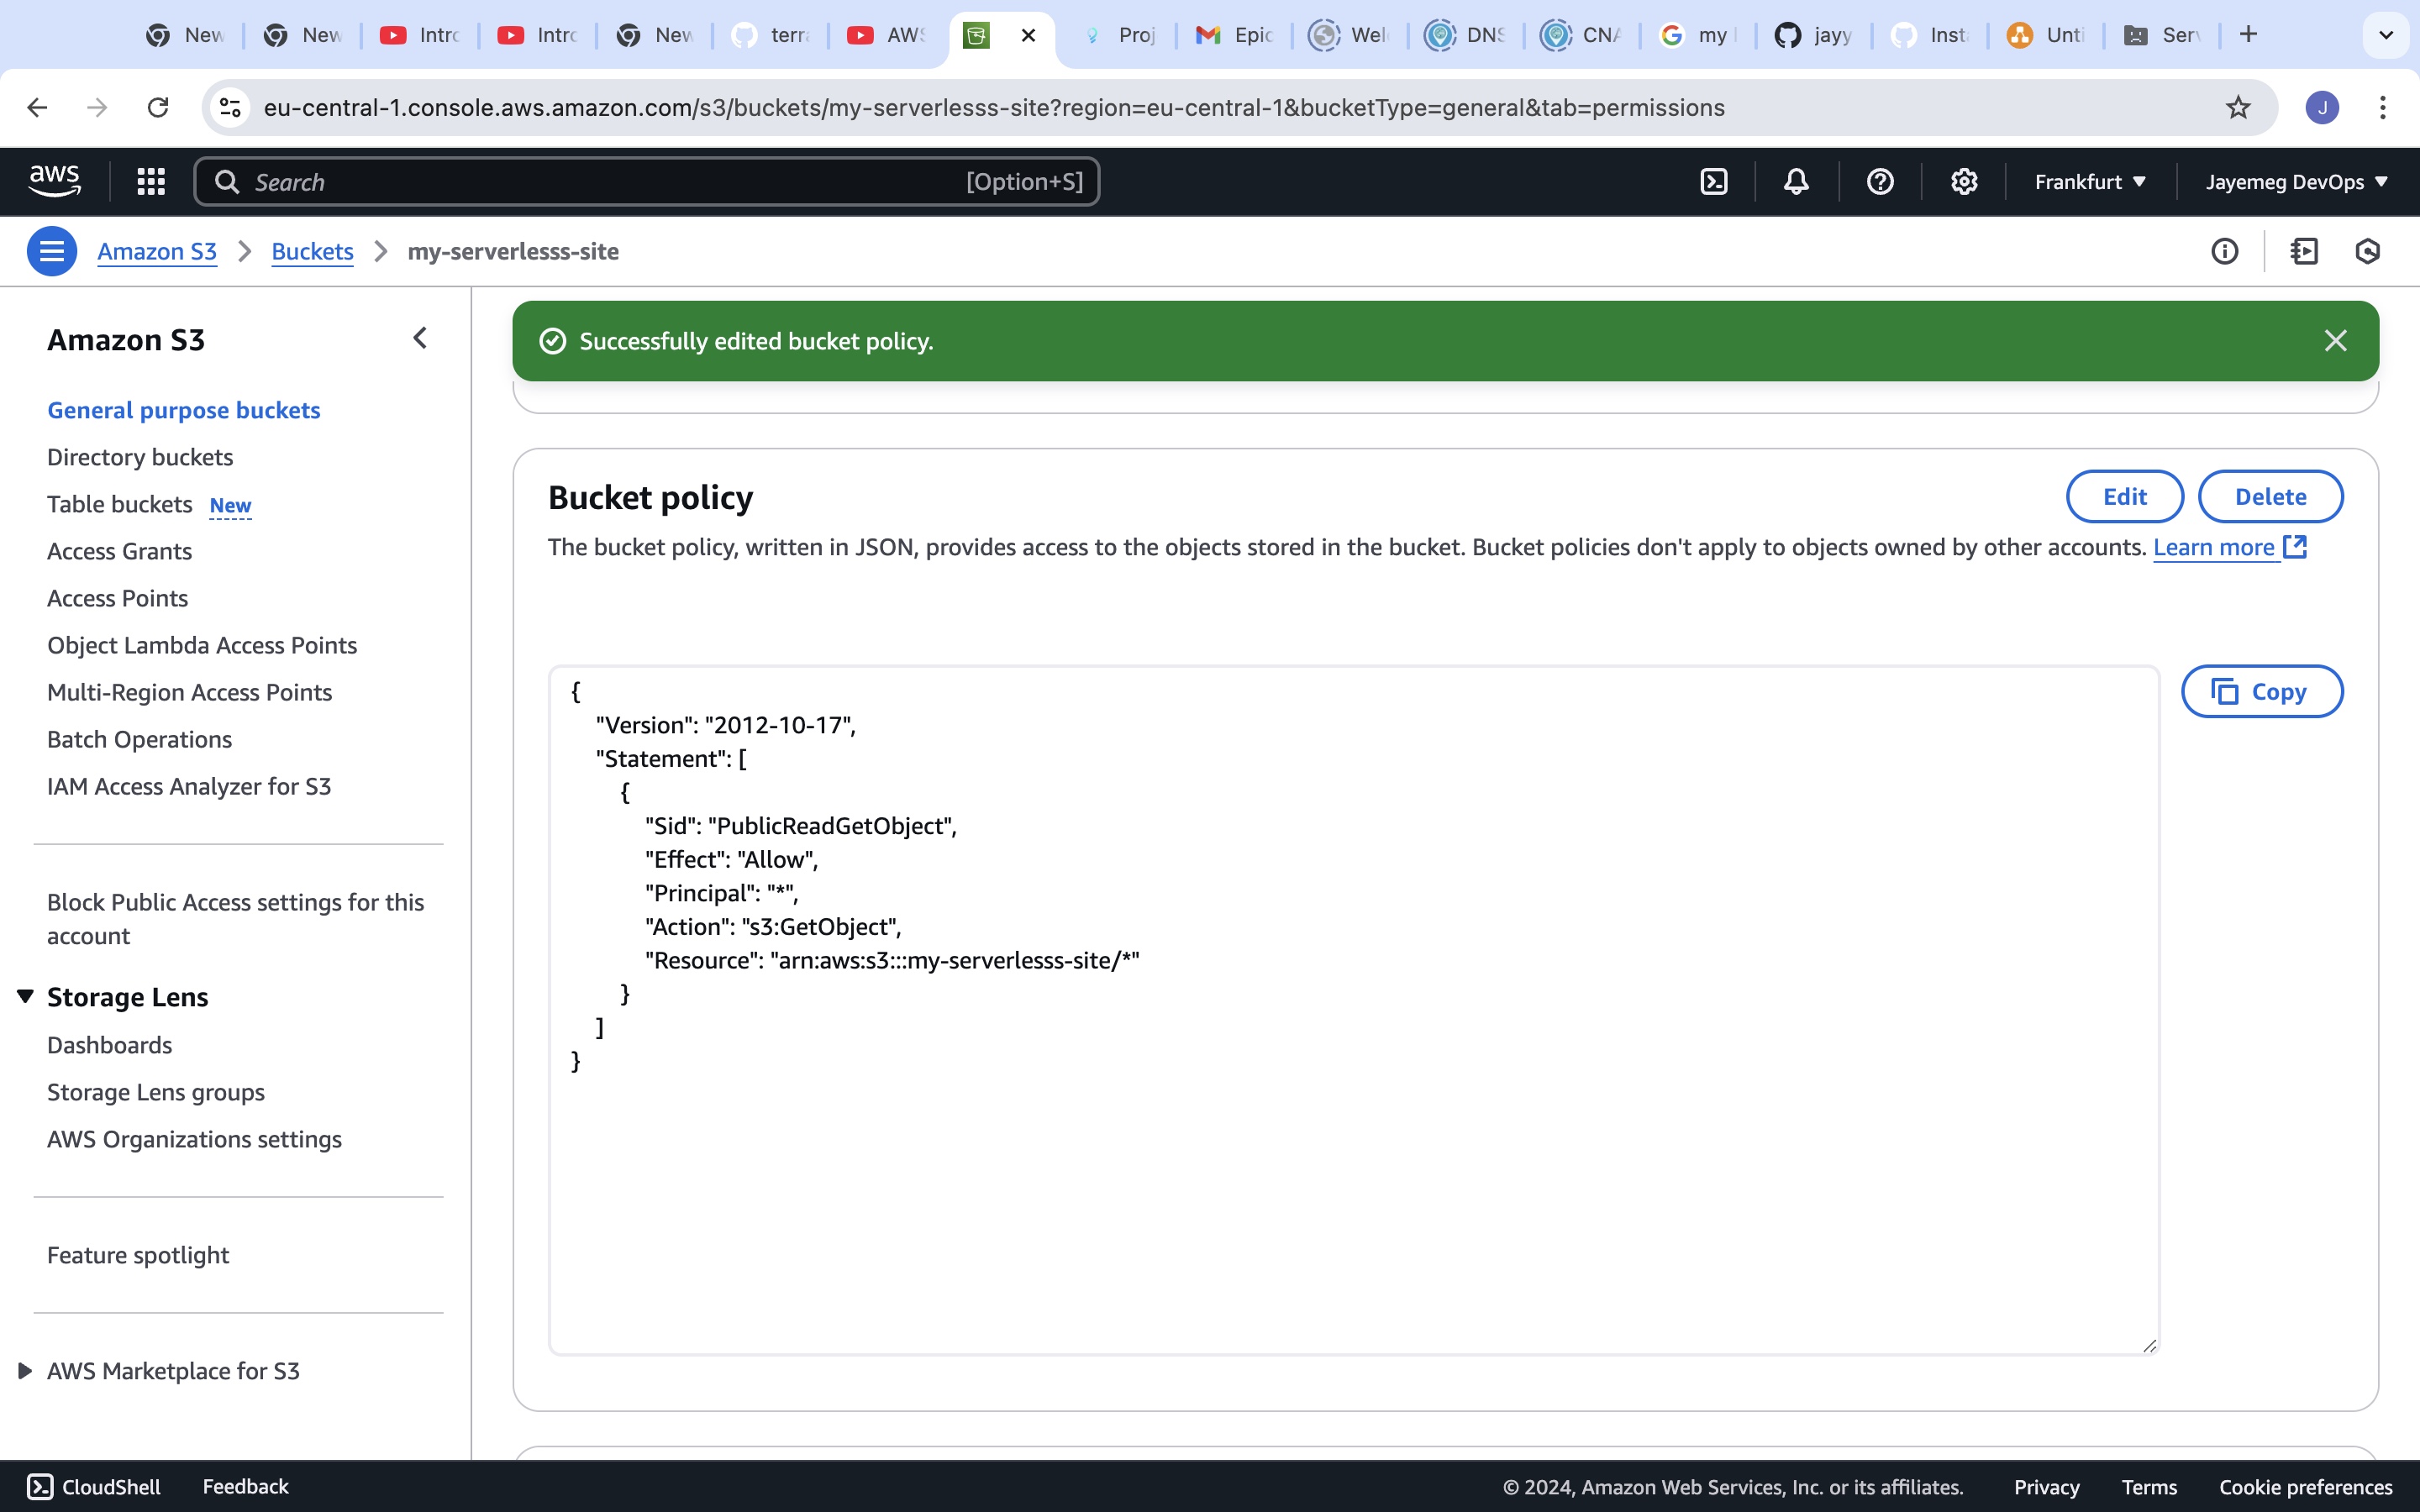 New
New
Intro
Intro
New
terra
AWS
Proj
Epic
Wel
DNS
CNA
my
jayy
Inst
Unti
Serv
eu-central-1.console.aws.amazon.com/s3/buckets/my-serverlesss-site?region=eu-central-1&bucketType=general&tab=permissions
J
aws
Search
[Option+S]
Frankfurt
Jayemeg DevOps
Amazon S3
Buckets
my-serverlesss-site
Amazon S3
General purpose buckets
Directory buckets
Table buckets New
Access Grants
Access Points
Object Lambda Access Points
Multi-Region Access Points
Batch Operations
IAM Access Analyzer for S3
Block Public Access settings for this
account
Storage Lens
Dashboards
Storage Lens groups
AWS Organizations settings
Feature spotlight
AWS Marketplace for S3
Successfully edited bucket policy.
Bucket policy
Edit
Delete
The bucket policy, written in JSON, provides access to the objects stored in the bucket. Bucket policies don't apply to objects owned by other accounts. Learn more
Copy
{
"Version": "2012-10-17",
"Statement": [
{
"Sid": "PublicReadGetObject",
"Effect": "Allow",
"Principal": "*",
"Action": "s3:GetObject",
"Resource": "arn:aws:s3:::my-serverlesss-site/*"
}
]
}
CloudShell
Feedback
© 2024, Amazon Web Services, Inc. or its affiliates.
Privacy
Terms
Cookie preferences